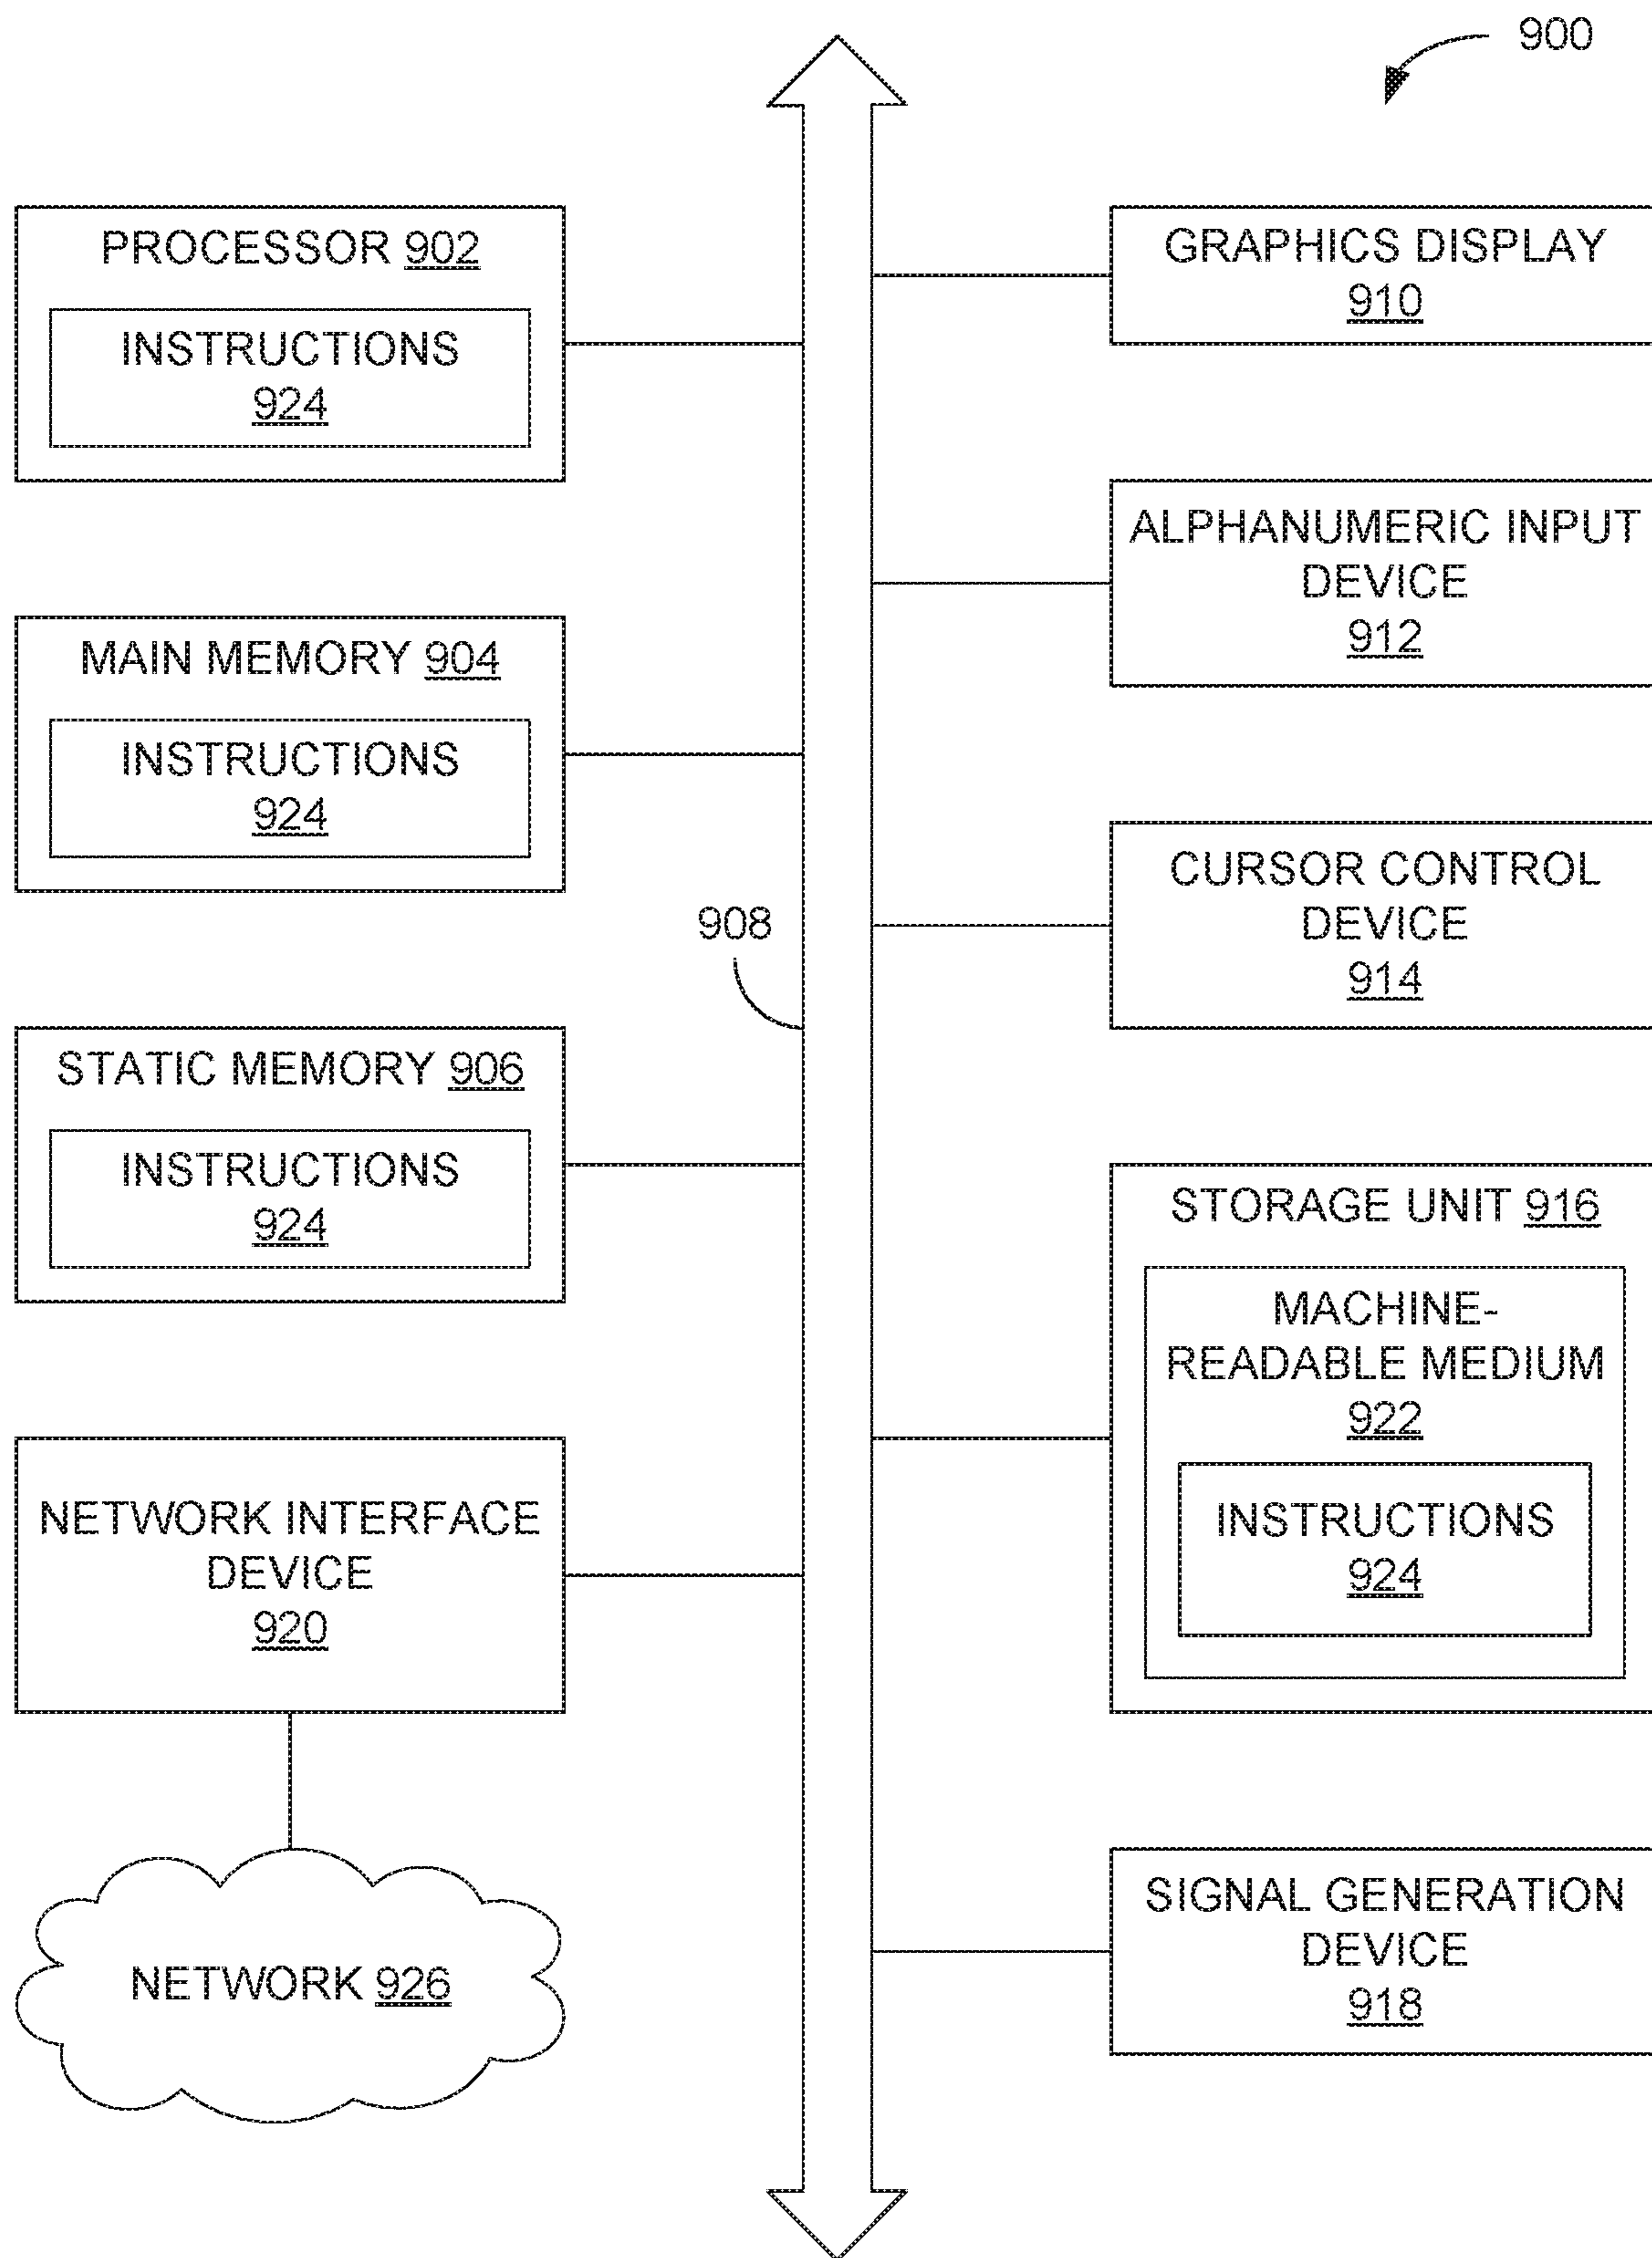 900
PROCESSOR 902
INSTRUCTIONS
924
MAIN MEMORY 904
INSTRUCTIONS
924
908
STATIC MEMORY 906
INSTRUCTIONS
924
NETWORK INTERFACE
DEVICE
920
NETWORK 926
GRAPHICS DISPLAY
910
ALPHANUMERIC INPUT
DEVICE
912
CURSOR CONTROL
DEVICE
914
STORAGE UNIT 916
MACHINE-
READABLE MEDIUM
922
INSTRUCTIONS
924
SIGNAL GENERATION
DEVICE
918